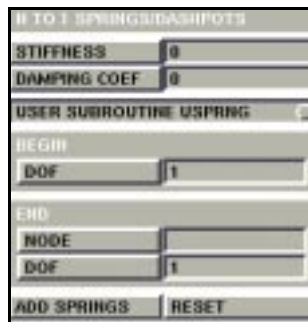 N TO 1 SPRINGS/DASHPOTS
STIFFNESS 0
DAMPING COEF 0
USER SUBROUTINE USPRNG
BEGIN
DOF 1
END
NODE
DOF 1
ADD SPRINGS RESET